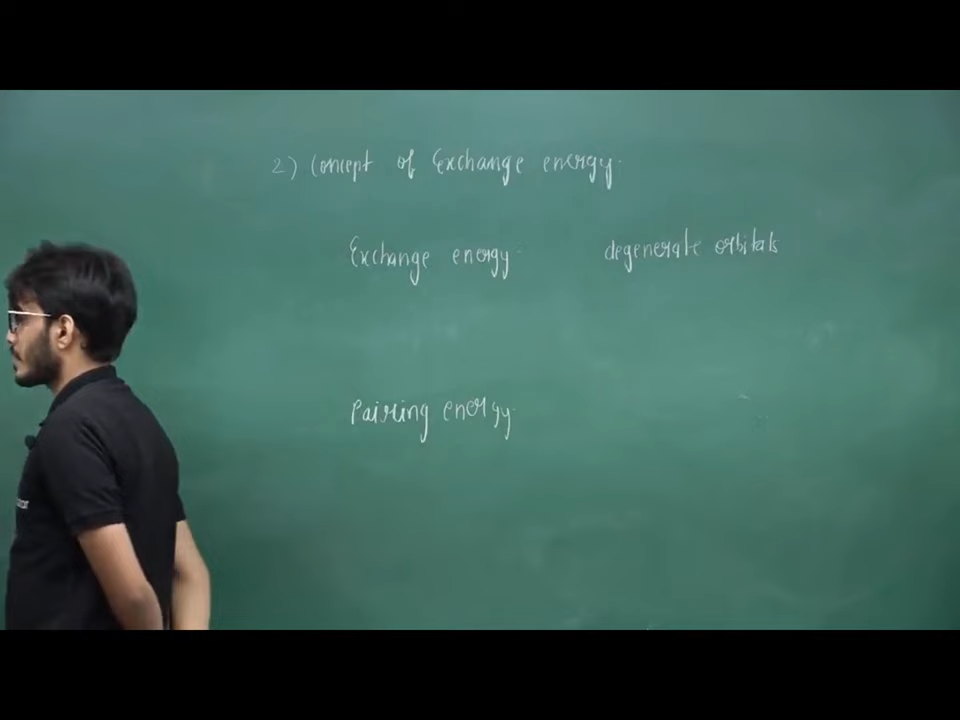 2) Concept of Exchange energy.
Exchange energy. degenerate orbitals
Pairing energy.